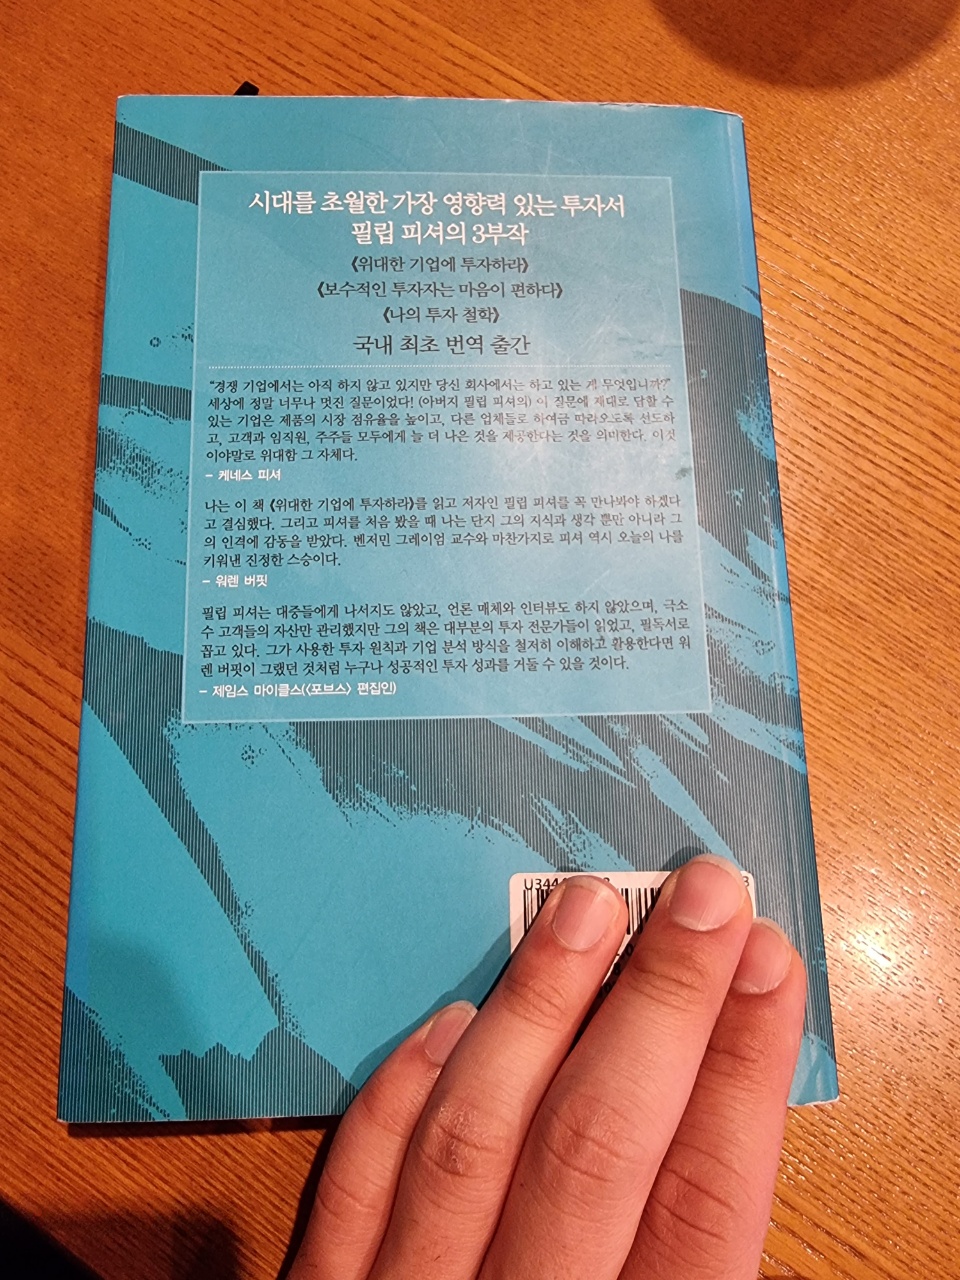 시대를 초월한 가장 영향력 있는 투자서
필립 피셔의 3부작
《위대한 기업에 투자하라》
《보수적인 투자자는 마음이 편하다》
《나의 투자 철학》
국내 최초 번역 출간
“경쟁 기업에서는 아직 하지 않고 있지만 당신 회사에서는 하고 있는 게 무엇입니까?”
세상에 정말 너무나 멋진 질문이었다! (아버지 필립 피셔의) 이 질문에 제대로 답할 수
있는 기업은 제품의 시장 점유율을 높이고, 다른 업체들로 하여금 따라오도록 선도하
고, 고객과 임직원, 주주들 모두에게 늘 더 나은 것을 제공한다는 것을 의미한다. 이것
이야말로 위대함 그 자체다.
– 케네스 피셔
나는 이 책 《위대한 기업에 투자하라》를 읽고 저자인 필립 피셔를 꼭 만나봐야 하겠다
고 결심했다. 그리고 피셔를 처음 봤을 때 나는 단지 그의 지식과 생각 뿐만 아니라 그
의 인격에 감동을 받았다. 벤저민 그레이엄 교수와 마찬가지로 피셔 역시 오늘의 나를
키워낸 진정한 스승이다.
– 워렌 버핏
필립 피셔는 대중들에게 나서지도 않았고, 언론 매체와 인터뷰도 하지 않았으며, 극소
수 고객들의 자산만 관리했지만 그의 책은 대부분의 투자 전문가들이 읽었고, 필독서로
꼽고 있다. 그가 사용한 투자 원칙과 기업 분석 방식을 철저히 이해하고 활용한다면 워
렌 버핏이 그랬던 것처럼 누구나 성공적인 투자 성과를 거둘 수 있을 것이다.
– 제임스 마이클스(〈포브스〉 편집인)